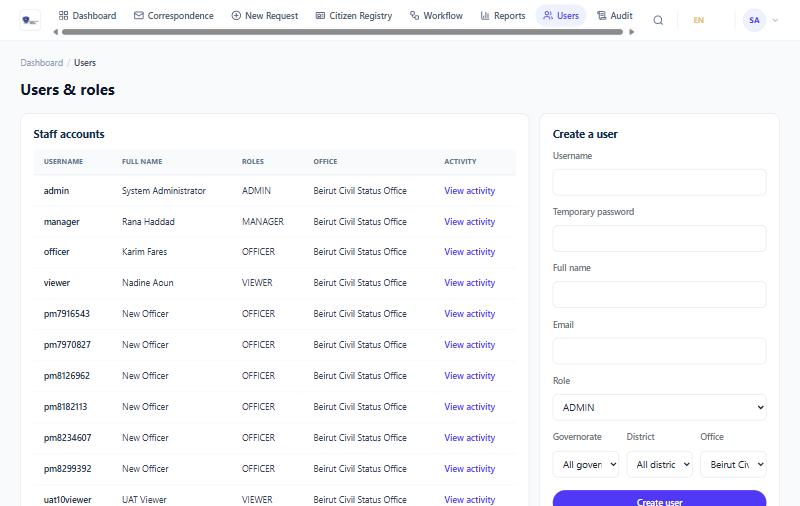 Dashboard Correspondence New Request Citizen Registry Workflow Reports Users Audit EN SA
Dashboard / Users
Users & roles
Staff accounts
USERNAME FULL NAME ROLES OFFICE ACTIVITY
admin System Administrator ADMIN Beirut Civil Status Office View activity
manager Rana Haddad MANAGER Beirut Civil Status Office View activity
officer Karim Fares OFFICER Beirut Civil Status Office View activity
viewer Nadine Aoun VIEWER Beirut Civil Status Office View activity
pm7916543 New Officer OFFICER Beirut Civil Status Office View activity
pm7970827 New Officer OFFICER Beirut Civil Status Office View activity
pm8126962 New Officer OFFICER Beirut Civil Status Office View activity
pm8182113 New Officer OFFICER Beirut Civil Status Office View activity
pm8234607 New Officer OFFICER Beirut Civil Status Office View activity
pm8299392 New Officer OFFICER Beirut Civil Status Office View activity
uat10viewer UAT Viewer VIEWER Beirut Civil Status Office View activity
Create a user
Username
Temporary password
Full name
Email
Role
ADMIN
Governorate District Office
All govern All distric Beirut Civ
Create user